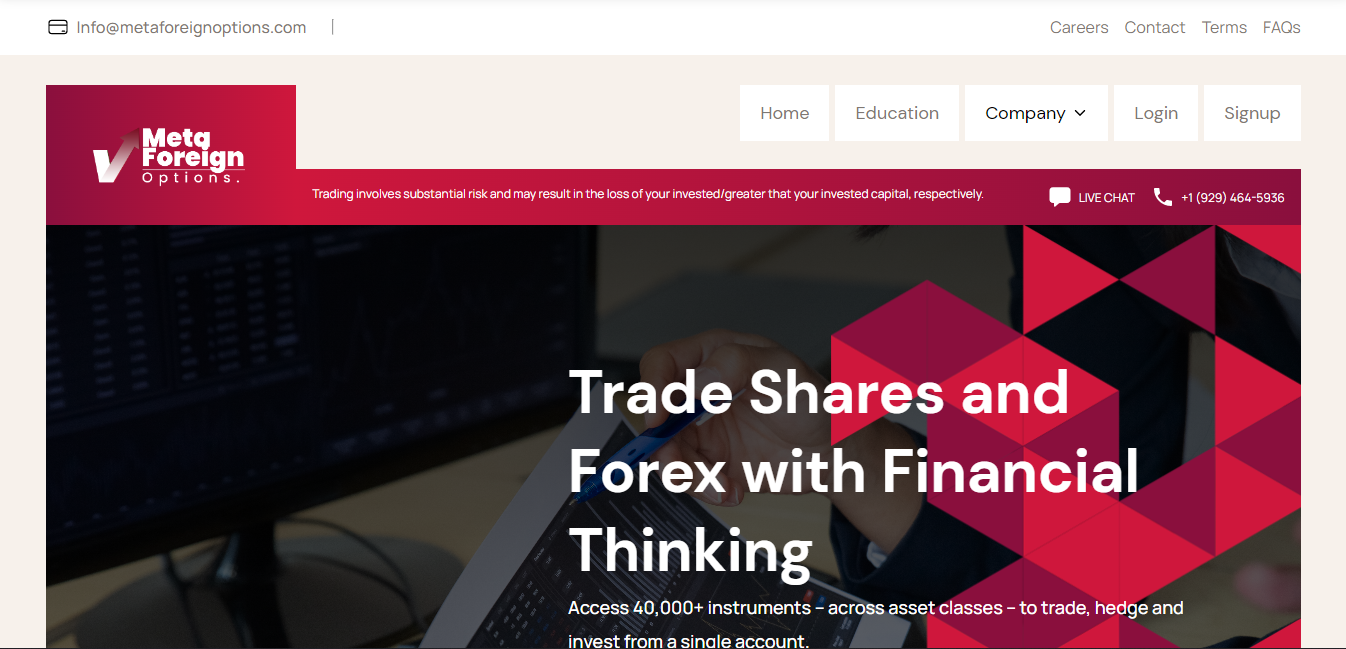 Info@metaforeignoptions.com
Careers Contact Terms FAQs
Home Education Company Login Signup
Meta
Foreign
Options.
Trading involves substantial risk and may result in the loss of your invested/greater that your invested capital, respectively.
LIVE CHAT +1 (929) 464-5936
Trade Shares and
Forex with Financial
Thinking
Access 40,000+ instruments – across asset classes – to trade, hedge and
invest from a single account.